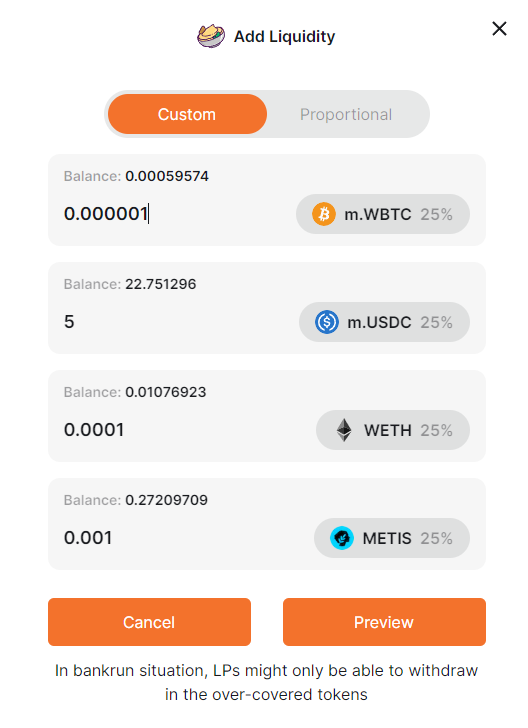 Add Liquidity
Custom
Proportional
Balance: 0.00059574
0.000001
m.WBTC 25%
Balance: 22.751296
5
m.USDC 25%
Balance: 0.01076923
0.0001
WETH 25%
Balance: 0.27209709
0.001
METIS 25%
Cancel
Preview
In bankrun situation, LPs might only be able to withdraw
in the over-covered tokens